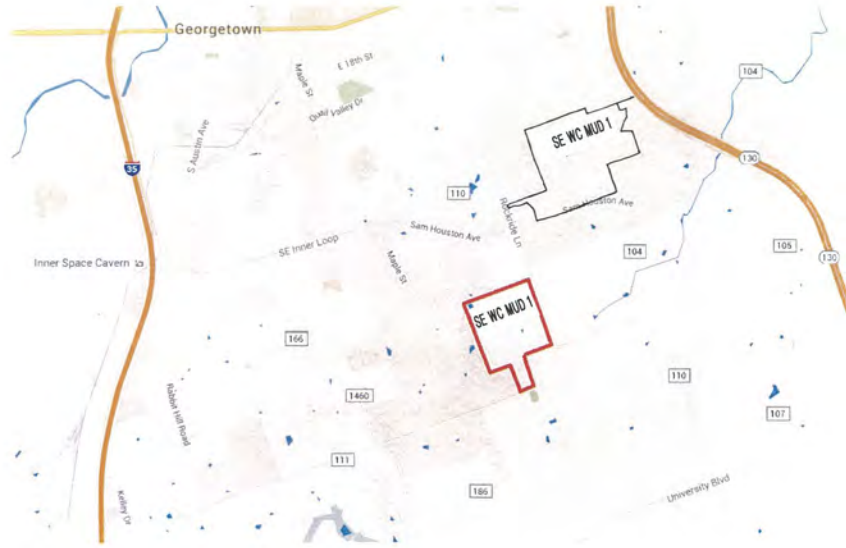 Georgetown
E 18th St
Maple St
Quail Valley Dr
104
S Austin Ave
SE WC MUD 1
130
35
110
Rockride Ln
Sam Houston Ave
Sam Houston Ave
SE Inner Loop
104
105
Maple St
Inner Space Cavern
130
SE WC MUD 1
166
110
1460
Rabbit Hill Road
107
111
186
University Blvd
Kelley Dr